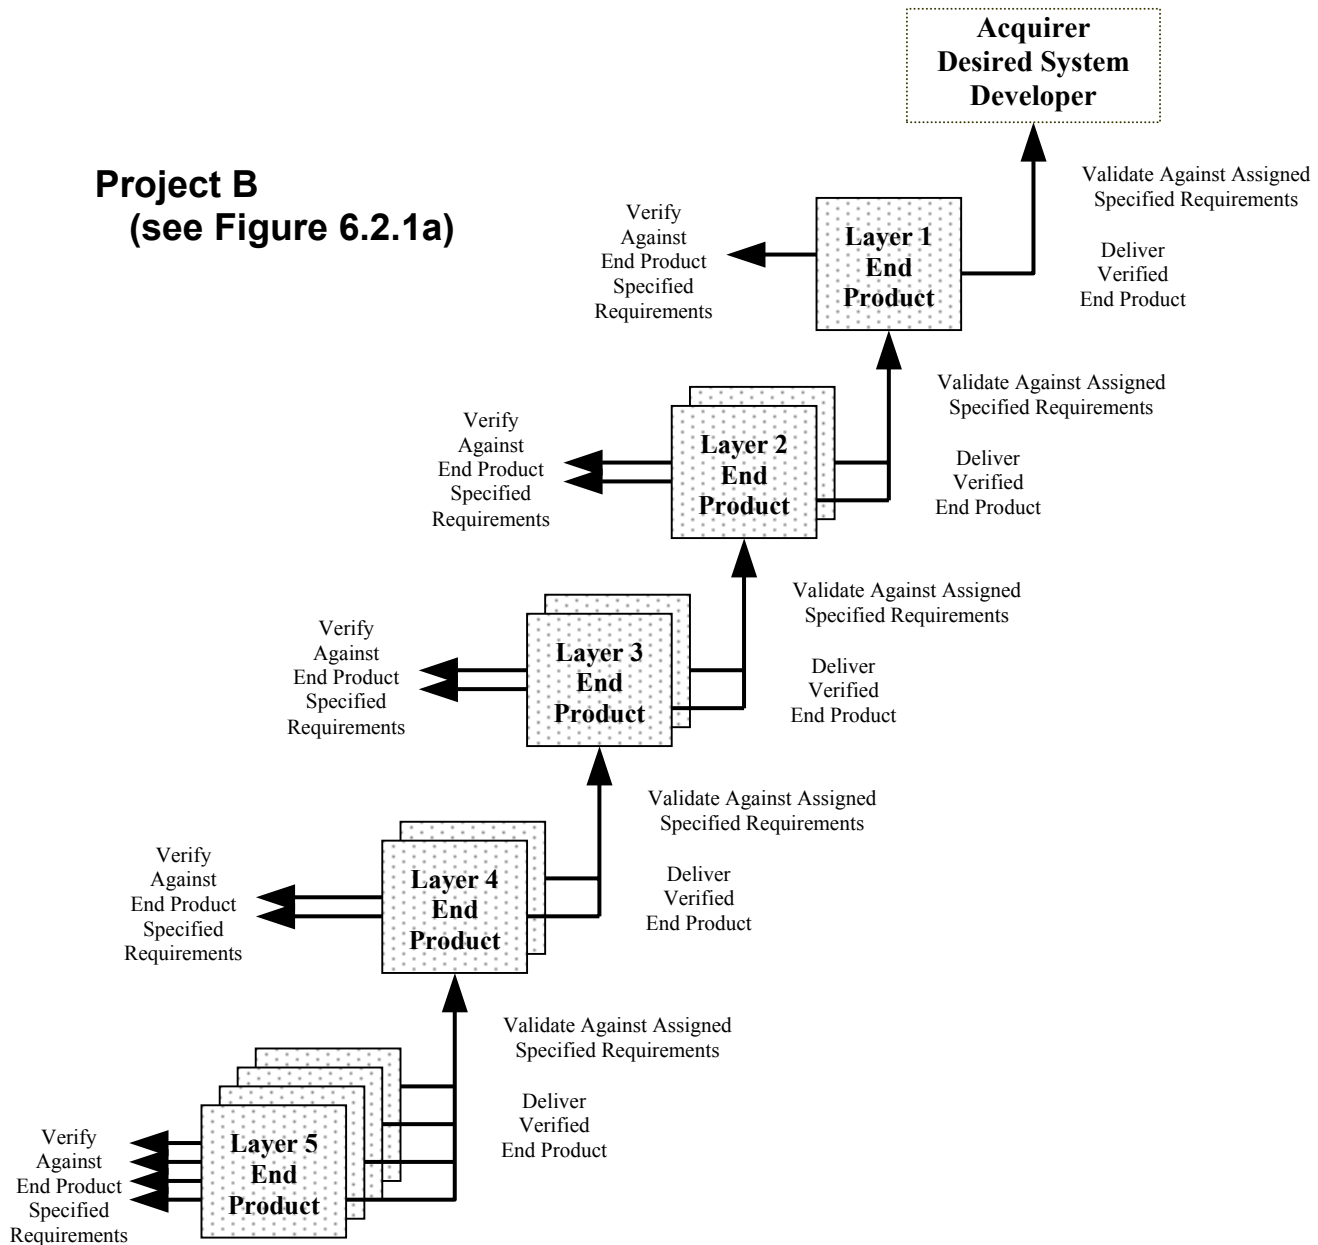 Acquirer
Desired System
Developer
Project B
(see Figure 6.2.1a)
Validate Against Assigned
Specified Requirements
Deliver
Verified
End Product
Verify
Against
End Product
Specified
Requirements
Layer 1
End
Product
Validate Against Assigned
Specified Requirements
Deliver
Verified
End Product
Verify
Against
End Product
Specified
Requirements
Layer 2
End
Product
Validate Against Assigned
Specified Requirements
Deliver
Verified
End Product
Verify
Against
End Product
Specified
Requirements
Layer 3
End
Product
Validate Against Assigned
Specified Requirements
Deliver
Verified
End Product
Verify
Against
End Product
Specified
Requirements
Layer 4
End
Product
Validate Against Assigned
Specified Requirements
Deliver
Verified
End Product
Verify
Against
End Product
Specified
Requirements
Layer 5
End
Product